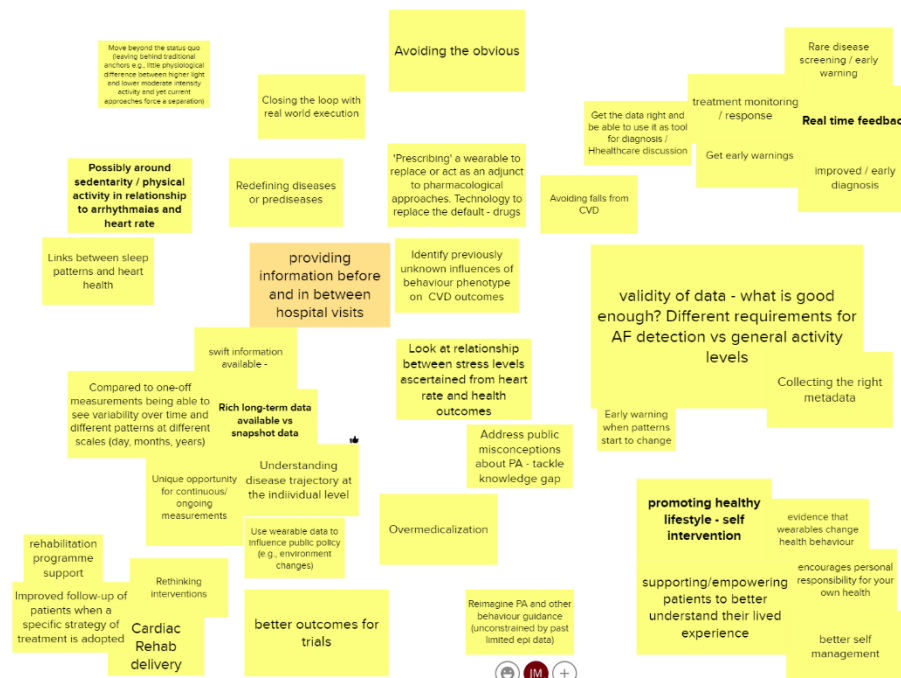 Move beyond the status quo
(leaving behind traditional
anchors e.g., little physiological
difference between higher light
and lower moderate intensity
activity and yet current
approaches force a separation)
Avoiding the obvious
Rare disease
screening / early
warning
Closing the loop with
real world execution
treatment monitoring
/ response
Get the data right and
be able to use it as tool
for diagnosis /
Hhealthcare discussion
Real time feedback
Get early warnings
improved / early
diagnosis
Possibly around
sedentarity / physical
activity in relationship
to arrhythmaias and
heart rate
Redefining diseases
or prediseases
'Prescribing' a wearable to
replace or act as an adjunct
to pharmacological
approaches. Technology to
replace the default - drugs
Avoiding falls from
CVD
Links between sleep
patterns and heart
health
providing
information before
and in between
hospital visits
Identify previously
unknown influences of
behaviour phenotype
on CVD outcomes
validity of data - what is good
enough? Different requirements for
AF detection vs general activity
levels
swift information
available -
Look at relationship
between stress levels
ascertained from heart
rate and health
outcomes
Collecting the right
metadata
Compared to one-off
measurements being able to
see variability over time and
different patterns at different
scales (day, months, years)
Rich long-term data
available vs
snapshot data
Early warning
when patterns
start to change
Address public
misconceptions
about PA - tackle
knowledge gap
Unique opportunity
for continuous/
ongoing
measurements
Understanding
disease trajectory at
the indiividual level
promoting healthy
lifestyle - self
intervention
evidence that
wearables change
health behaviour
Use wearable data to
influence public policy
(e.g., environment
changes)
Overmedicalization
rehabilitation
programme
support
Rethinking
interventions
encourages personal
responsibility for your
own health
supporting/empowering
patients to better
understand their lived
experience
Improved follow-up of
patients when a
specific strategy of
treatment is adopted
Cardiac
Rehab
delivery
better outcomes for
trials
Reimagine PA and other
behaviour guidance
(unconstrained by past
limited epi data)
better self
management
JM